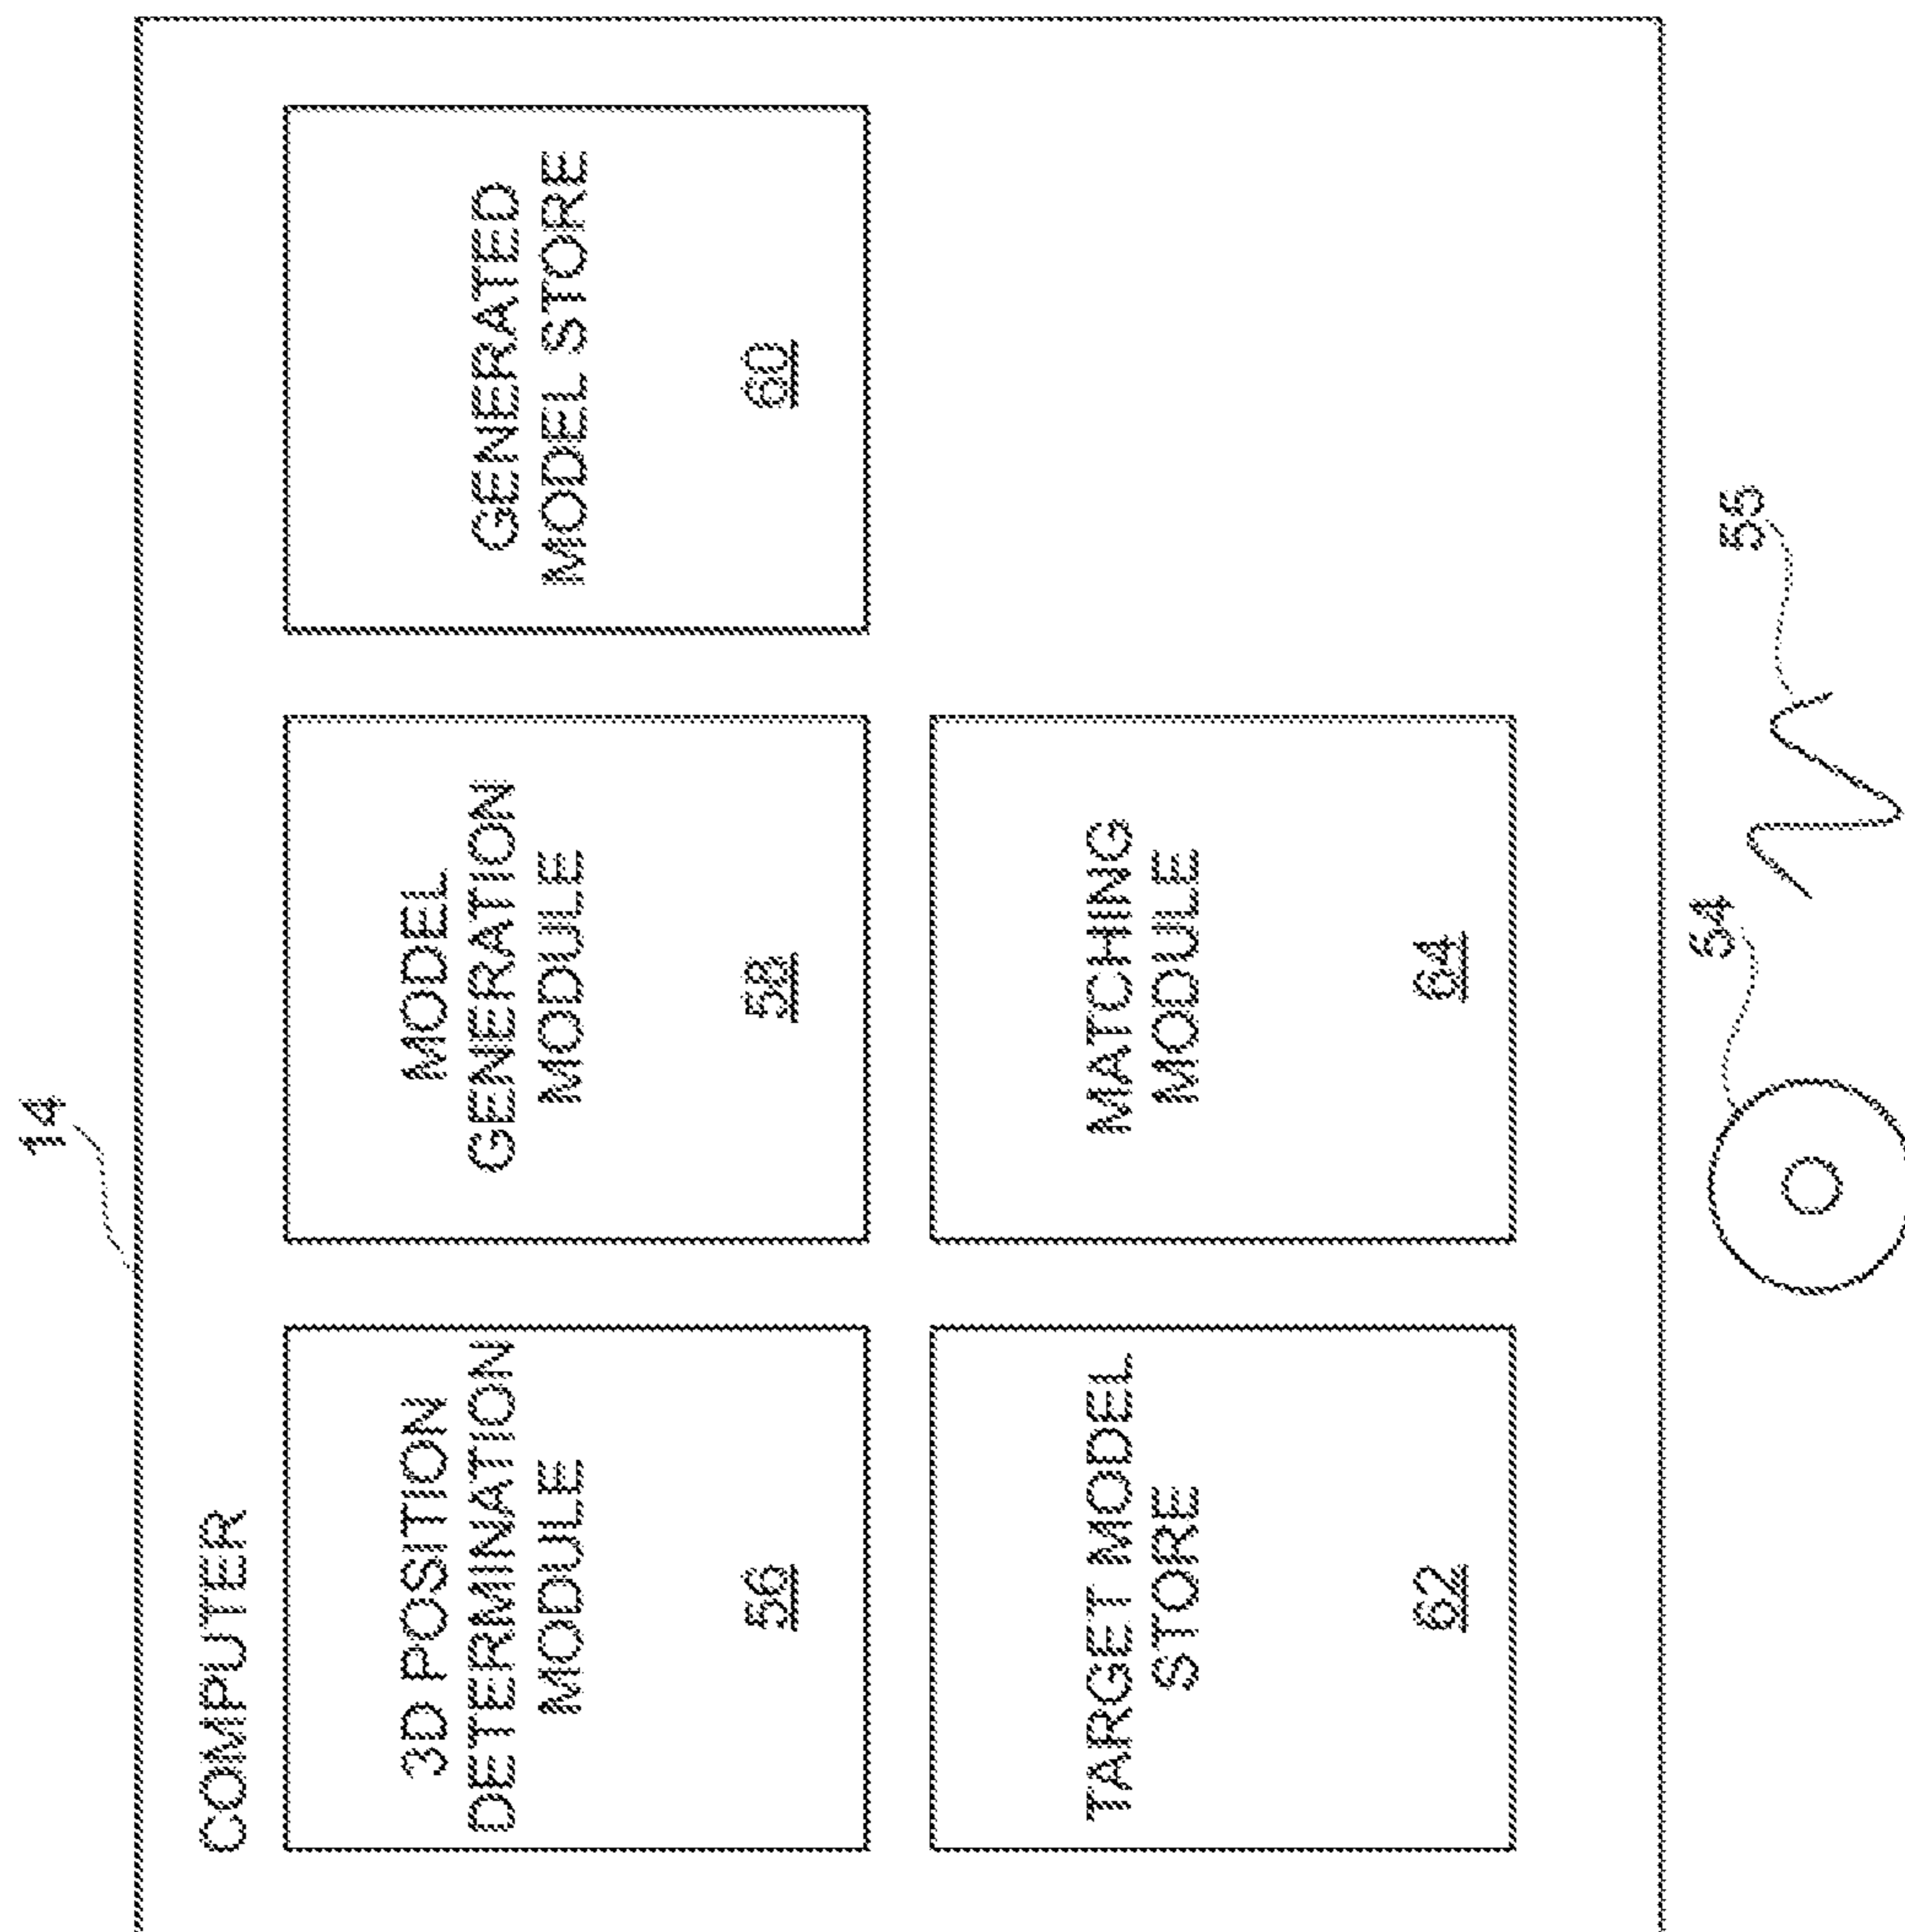 14
COMPUTER
3D POSITION
DETERMINATION
MODULE
56
MODEL
GENERATION
MODULE
58
GENERATED
MODEL STORE
60
TARGET MODEL
STORE
62
MATCHING
MODULE
64
54
55